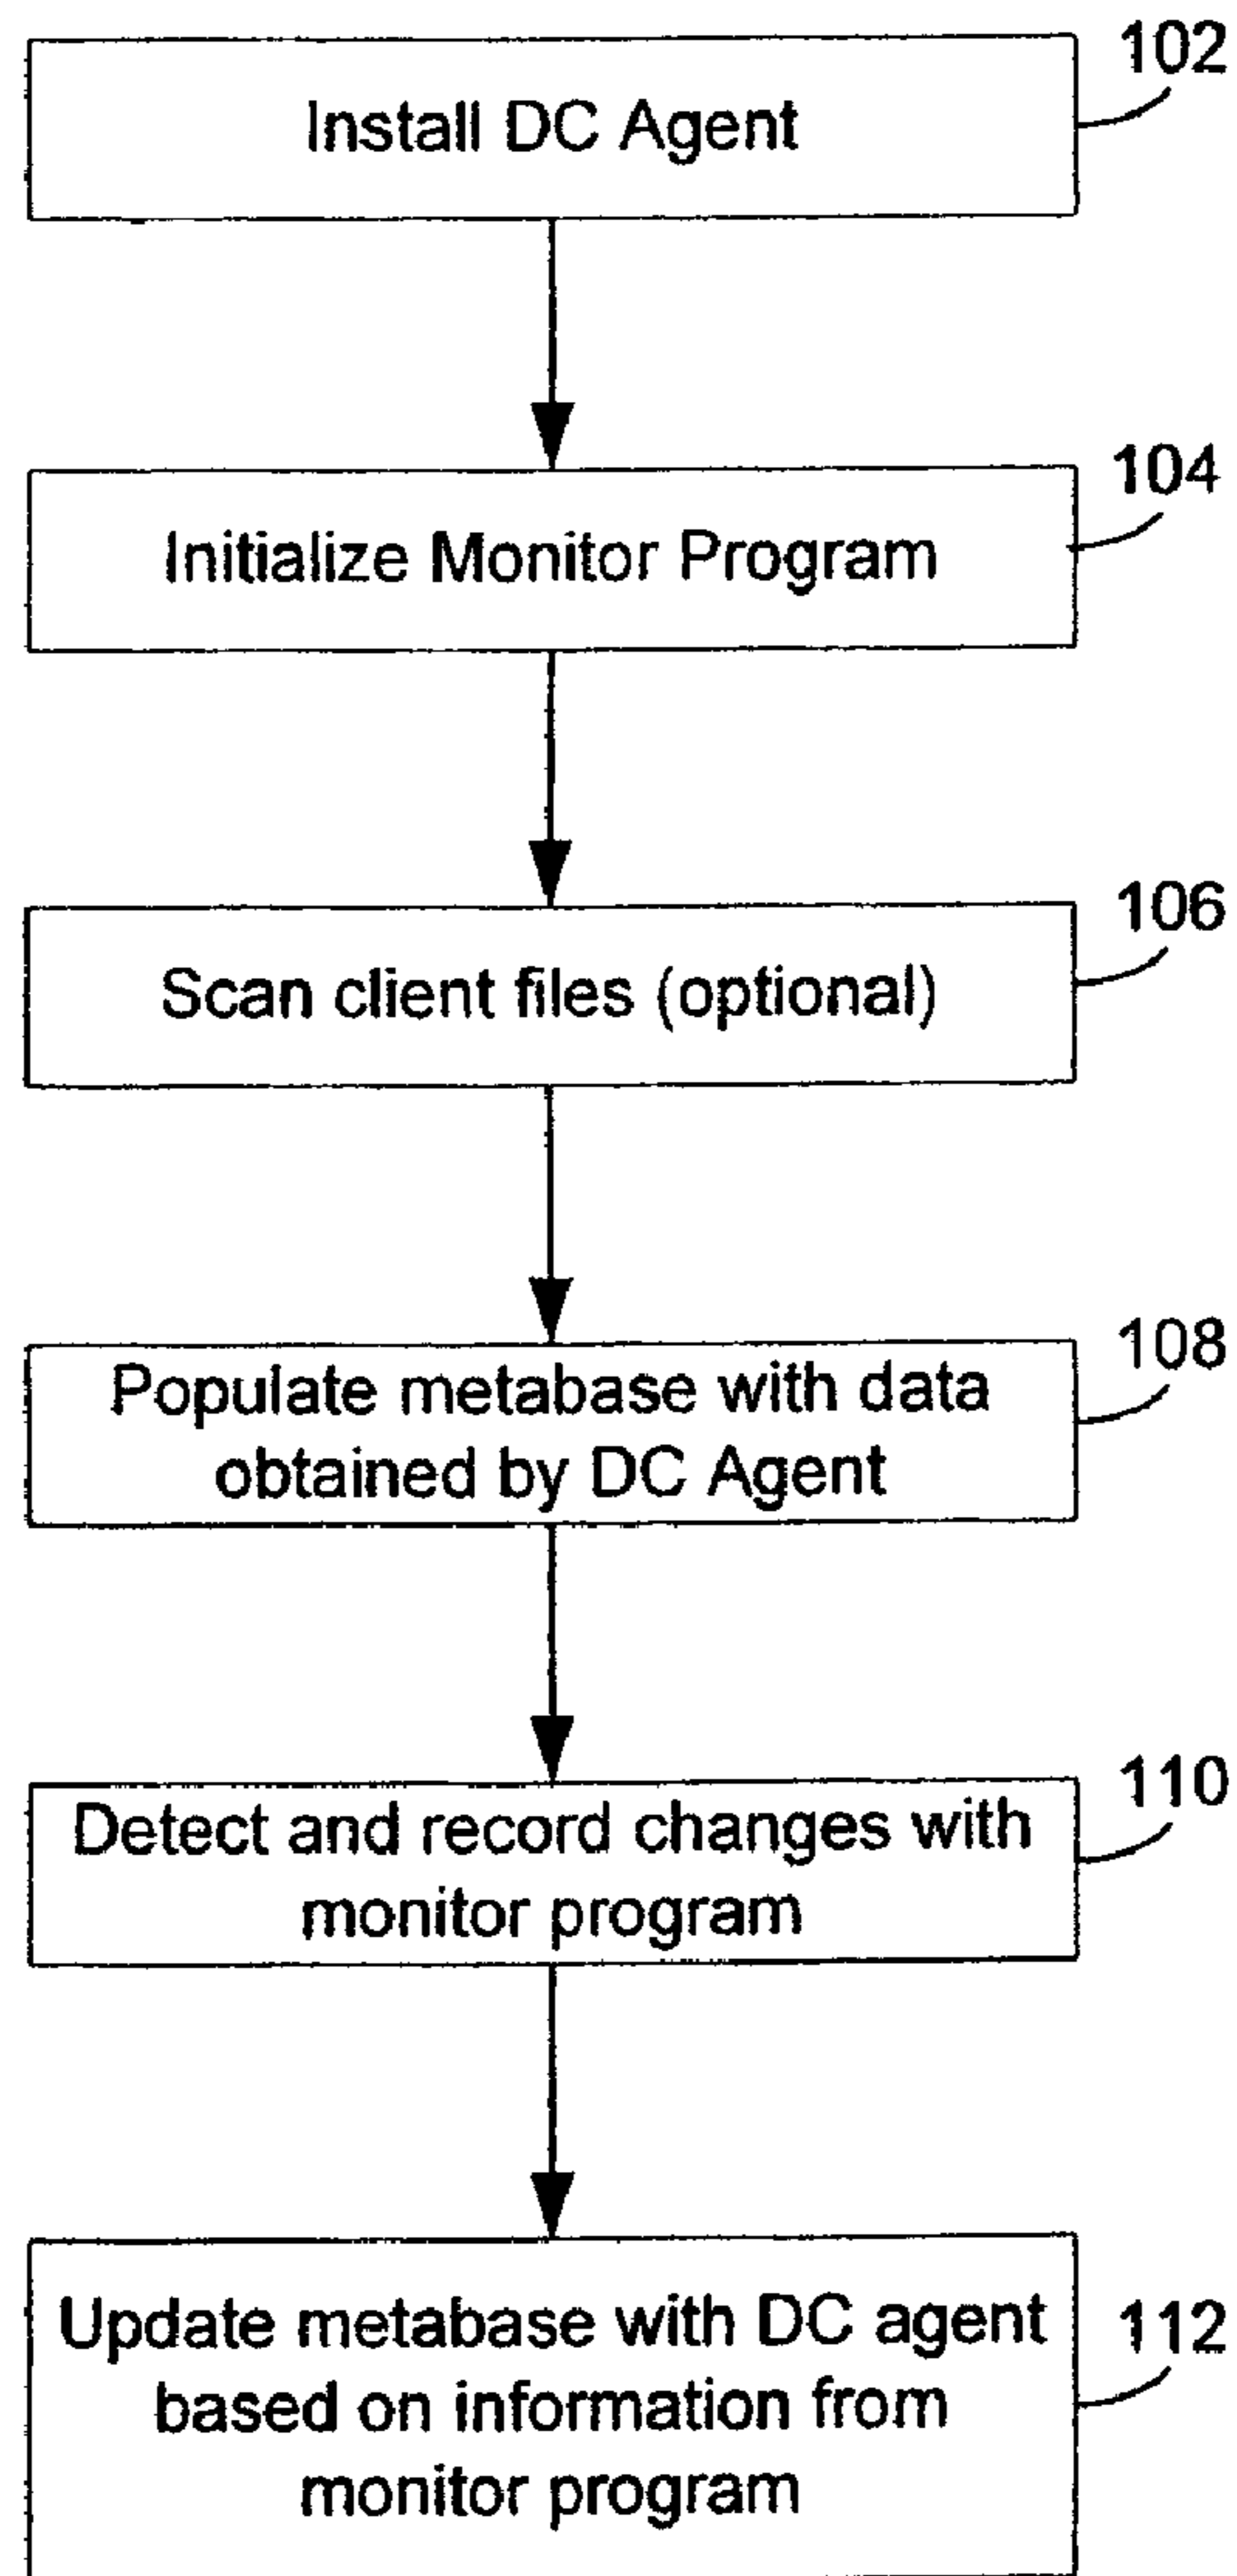 102
Install DC Agent
104
Initialize Monitor Program
106
Scan client files (optional)
108
Populate metabase with data
obtained by DC Agent
110
Detect and record changes with
monitor program
112
Update metabase with DC agent
based on information from
monitor program